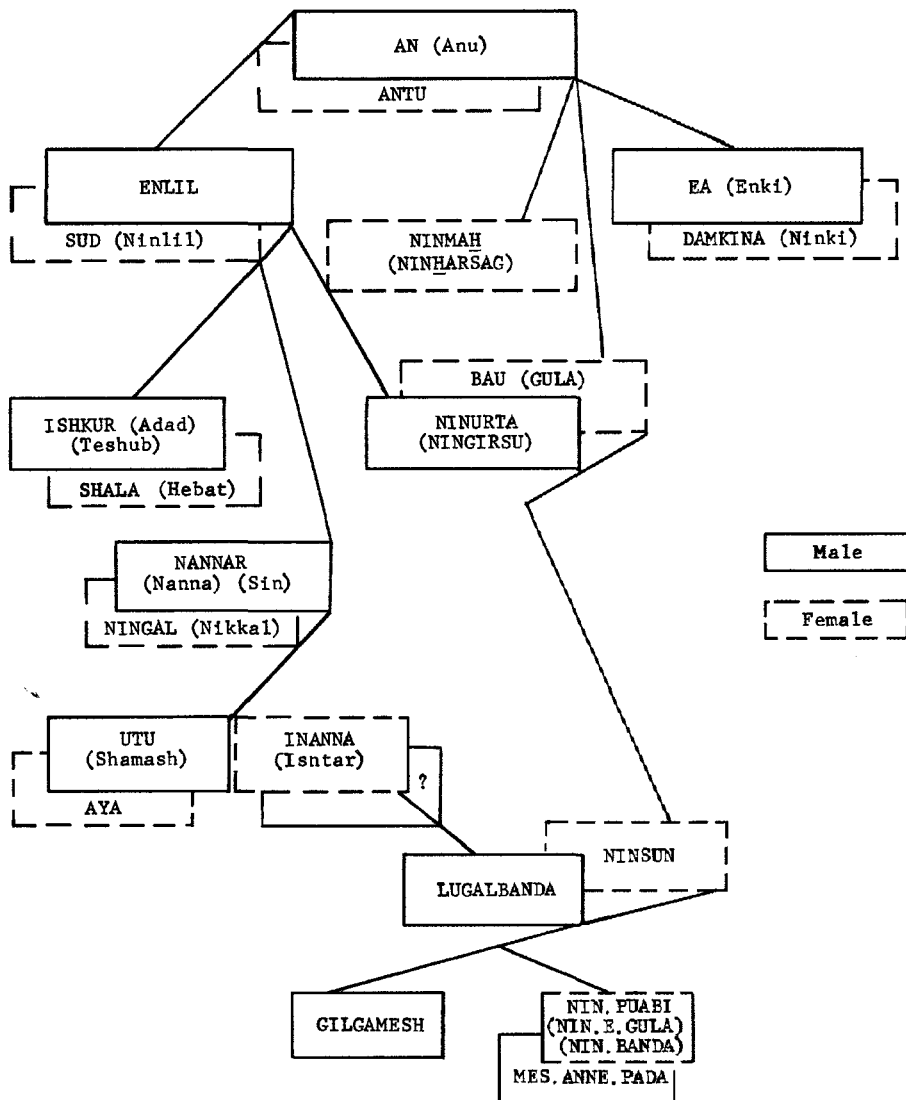 AN (Anu)
ANTU
ENLIL
SUD (Ninlil)
NINMAH
(NINHARSAG)
EA (Enki)
DAMKINA (Ninki)
BAU (GULA)
ISHKUR (Adad)
(Teshub)
SHALA (Hebat)
NINURTA
(NINGIRSU)
NANNAR
(Nanna) (Sin)
NINGAL (Nikkal)
Male
Female
UTU
(Shamash)
AYA
INANNA
(Isntar)
?
NINSUN
LUGALBANDA
GILGAMESH
NIN.PUABI
(NIN.E.GULA)
(NIN.BANDA)
MES.ANNE.PADA